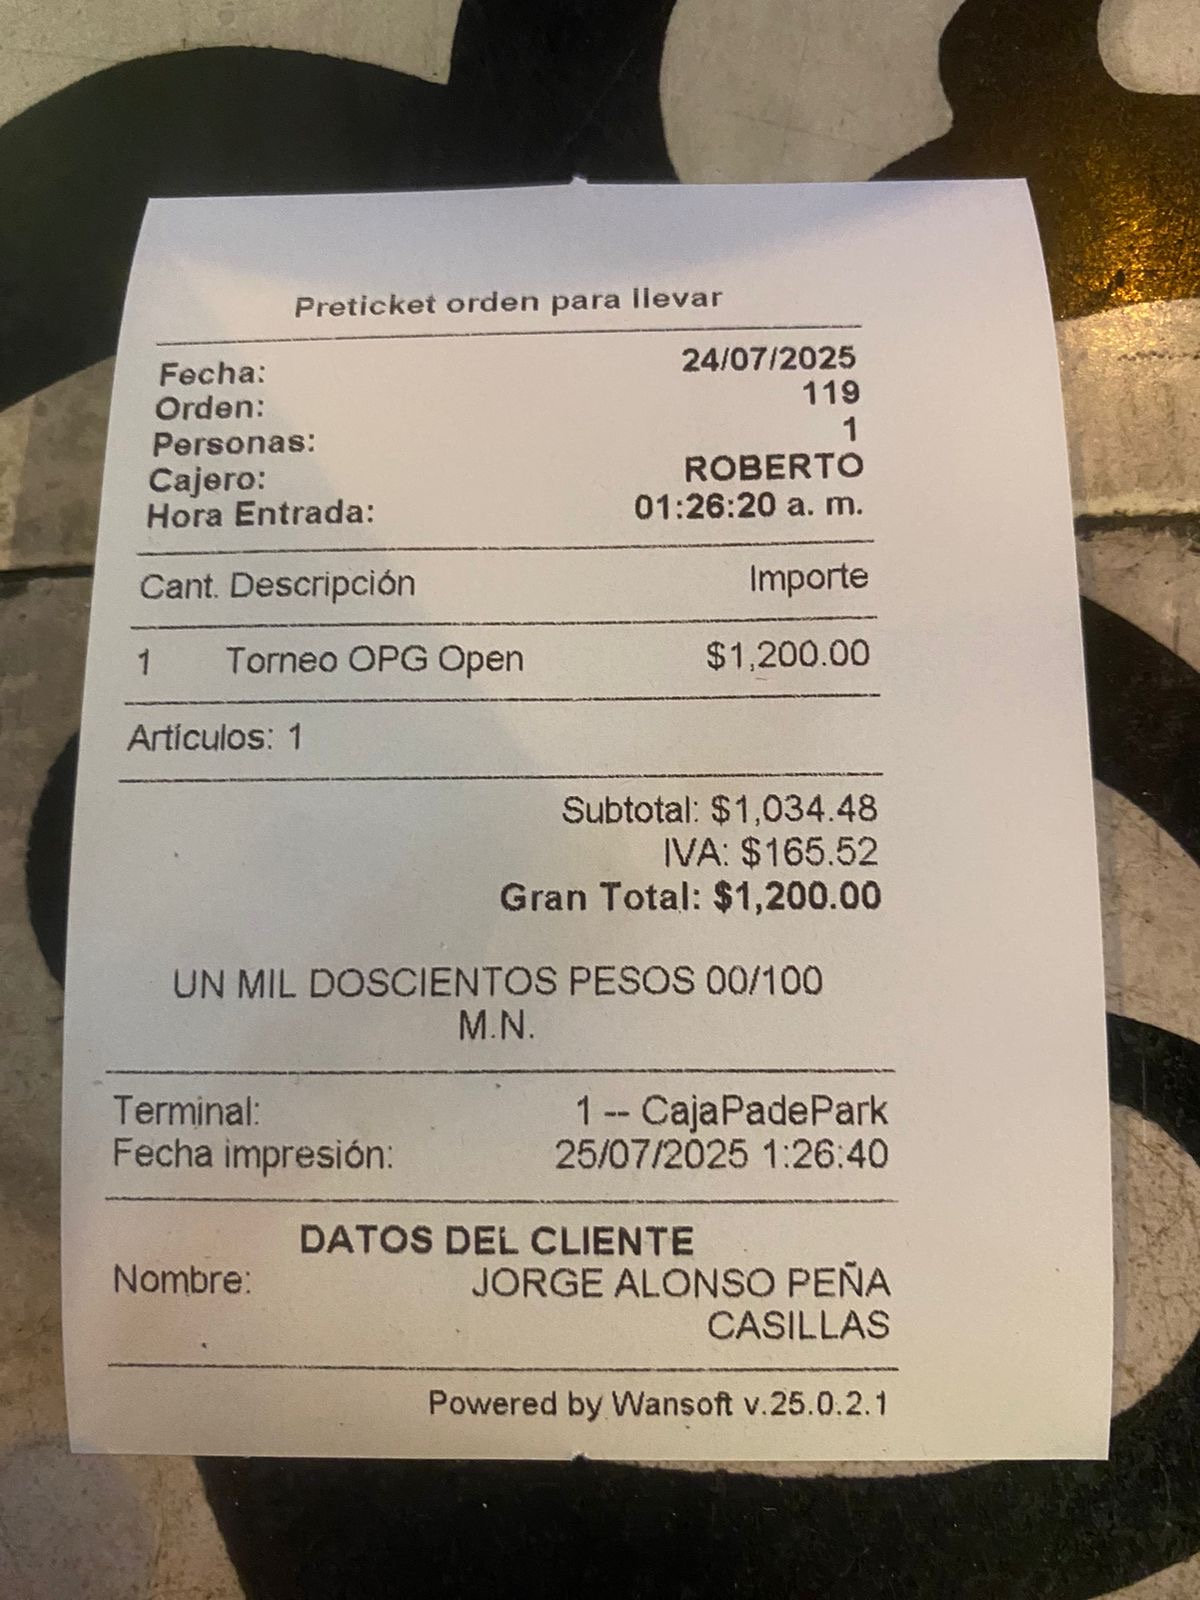 Preticket orden para llevar
Fecha: 24/07/2025
Orden: 119
Personas: 1
Cajero: ROBERTO
Hora Entrada: 01:26:20 a. m.
Cant. Descripción Importe
1 Torneo OPG Open $1,200.00
Artículos: 1
Subtotal: $1,034.48
IVA: $165.52
Gran Total: $1,200.00
UN MIL DOSCIENTOS PESOS 00/100
M.N.
Terminal: 1 -- CajaPadePark
Fecha impresión: 25/07/2025 1:26:40
DATOS DEL CLIENTE
Nombre: JORGE ALONSO PEÑA
CASILLAS
Powered by Wansoft v.25.0.2.1